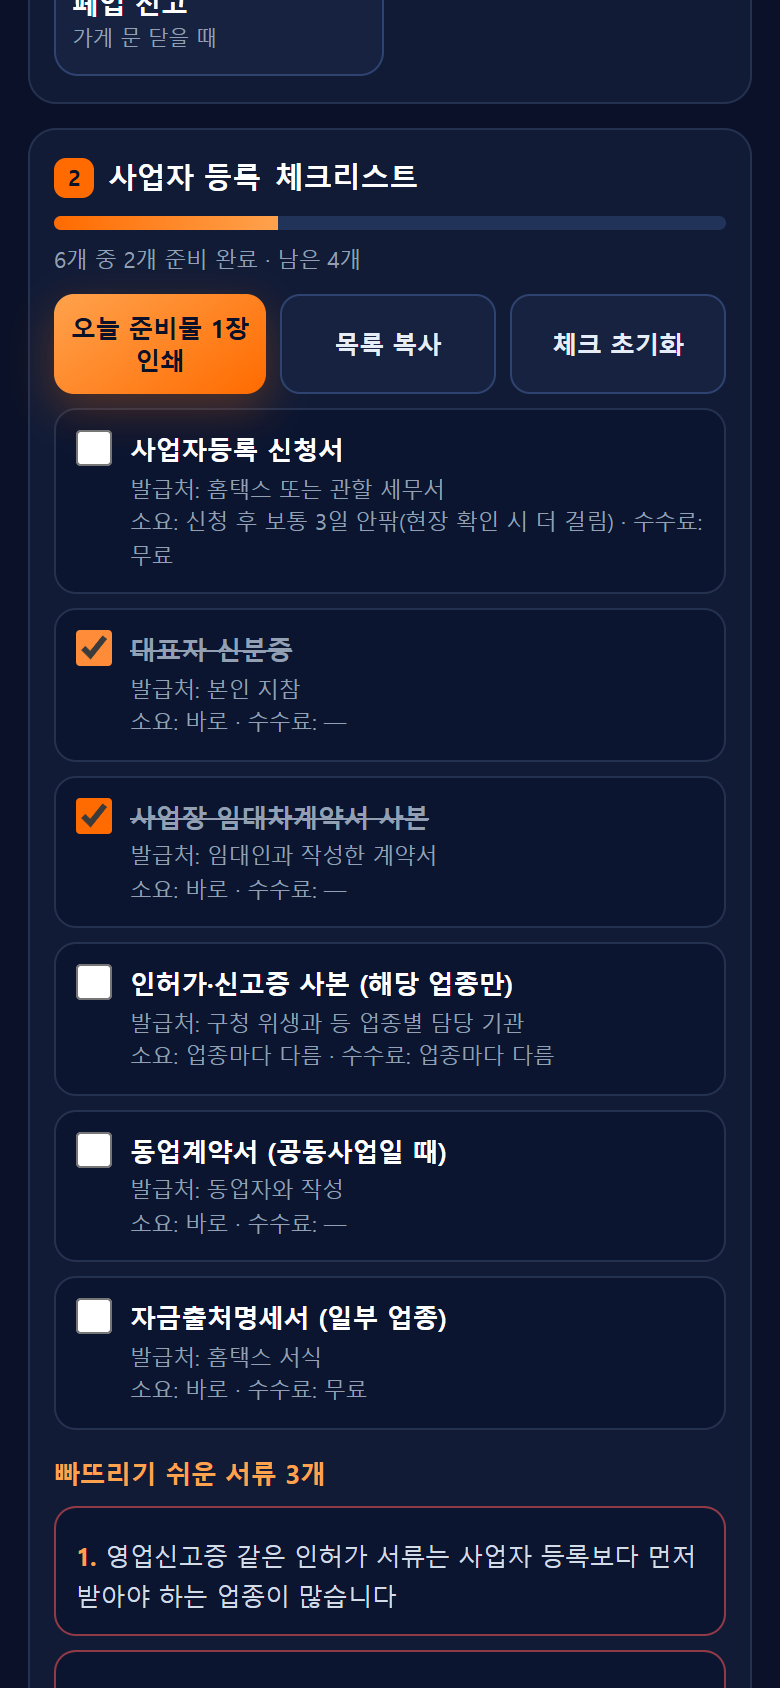 폐업 신고
가게 문 닫을 때
2 사업자 등록 체크리스트
6개 중 2개 준비 완료 · 남은 4개
오늘 준비물 1장
인쇄
목록 복사
체크 초기화
사업자등록 신청서
발급처: 홈택스 또는 관할 세무서
소요: 신청 후 보통 3일 안팎(현장 확인 시 더 걸림) · 수수료:
무료
대표자 신분증
발급처: 본인 지참
소요: 바로 · 수수료: —
사업장 임대차계약서 사본
발급처: 임대인과 작성한 계약서
소요: 바로 · 수수료: —
인허가·신고증 사본 (해당 업종만)
발급처: 구청 위생과 등 업종별 담당 기관
소요: 업종마다 다름 · 수수료: 업종마다 다름
동업계약서 (공동사업일 때)
발급처: 동업자와 작성
소요: 바로 · 수수료: —
자금출처명세서 (일부 업종)
발급처: 홈택스 서식
소요: 바로 · 수수료: 무료
빠뜨리기 쉬운 서류 3개
1. 영업신고증 같은 인허가 서류는 사업자 등록보다 먼저
받아야 하는 업종이 많습니다